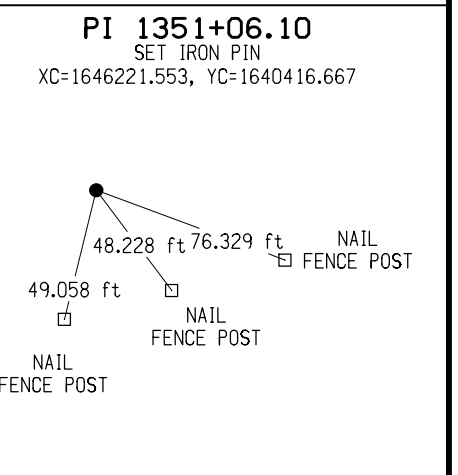 PI 1351+06.10
SET IRON PIN
XC=1646221.553, YC=1640416.667
48.228 ft
76.329 ft
NAIL
FENCE POST
49.058 ft
NAIL
FENCE POST
NAIL
FENCE POST